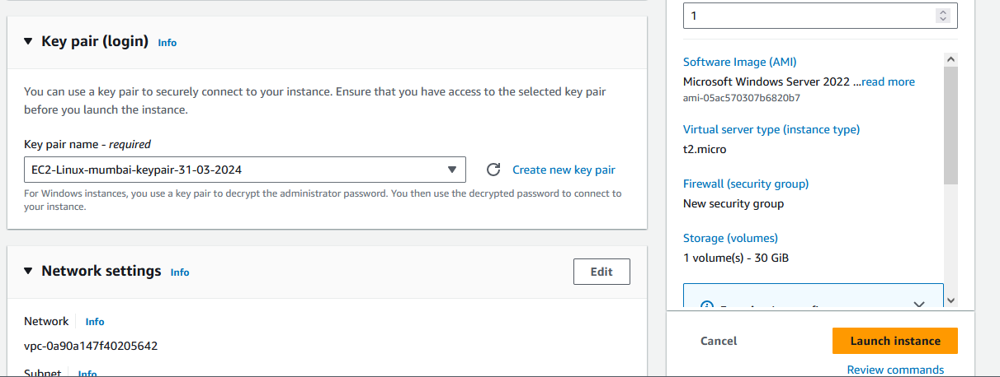 Key pair (login) Info
You can use a key pair to securely connect to your instance. Ensure that you have access to the selected key pair
before you launch the instance.
Key pair name - required
EC2-Linux-mumbai-keypair-31-03-2024
Create new key pair
For Windows instances, you use a key pair to decrypt the administrator password. You then use the decrypted password to connect to
your instance.
Network settings Info
Edit
Network Info
vpc-0a90a147f40205642
Subnet Info
1
Software Image (AMI)
Microsoft Windows Server 2022 ...read more
ami-05ac570307b6820b7
Virtual server type (instance type)
t2.micro
Firewall (security group)
New security group
Storage (volumes)
1 volume(s) - 30 GiB
Cancel
Launch instance
Review commands